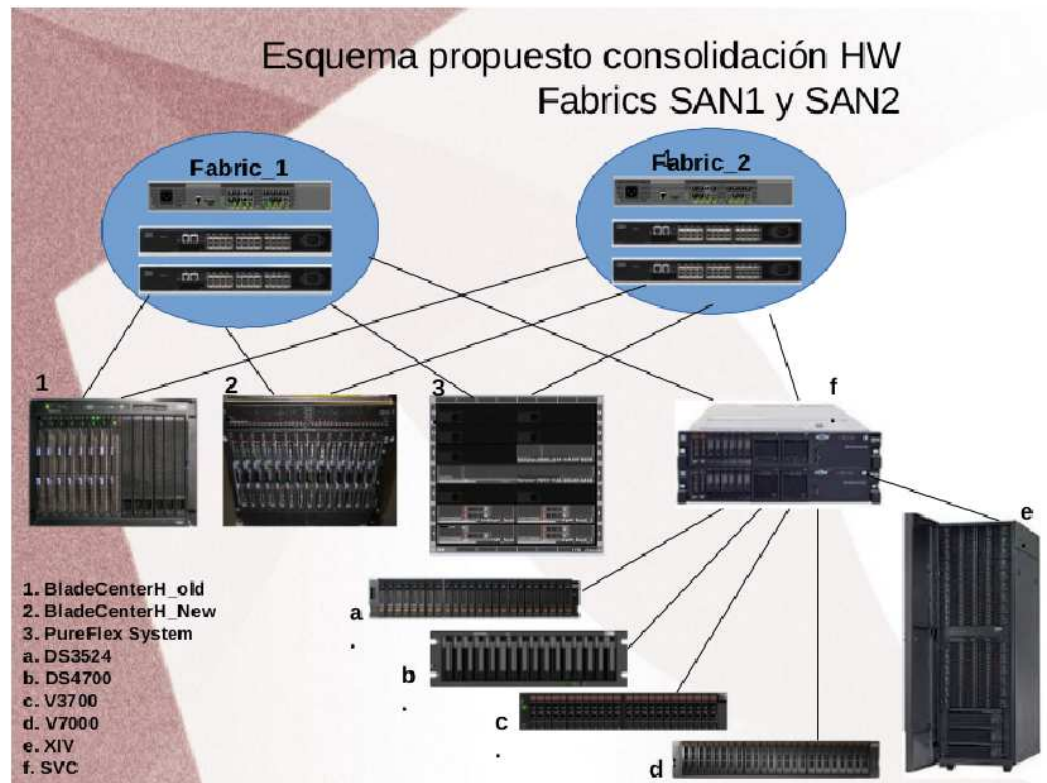 Esquema propuesto consolidación HW
Fabrics SAN1 y SAN2
Fabric_1
Fabric_2
1
2
3
f
e
a
.
b
.
c
.
d
1. BladeCenterH_old
2. BladeCenterH_New
3. PureFlex System
a. DS3524
b. DS4700
c. V3700
d. V7000
e. XIV
f. SVC